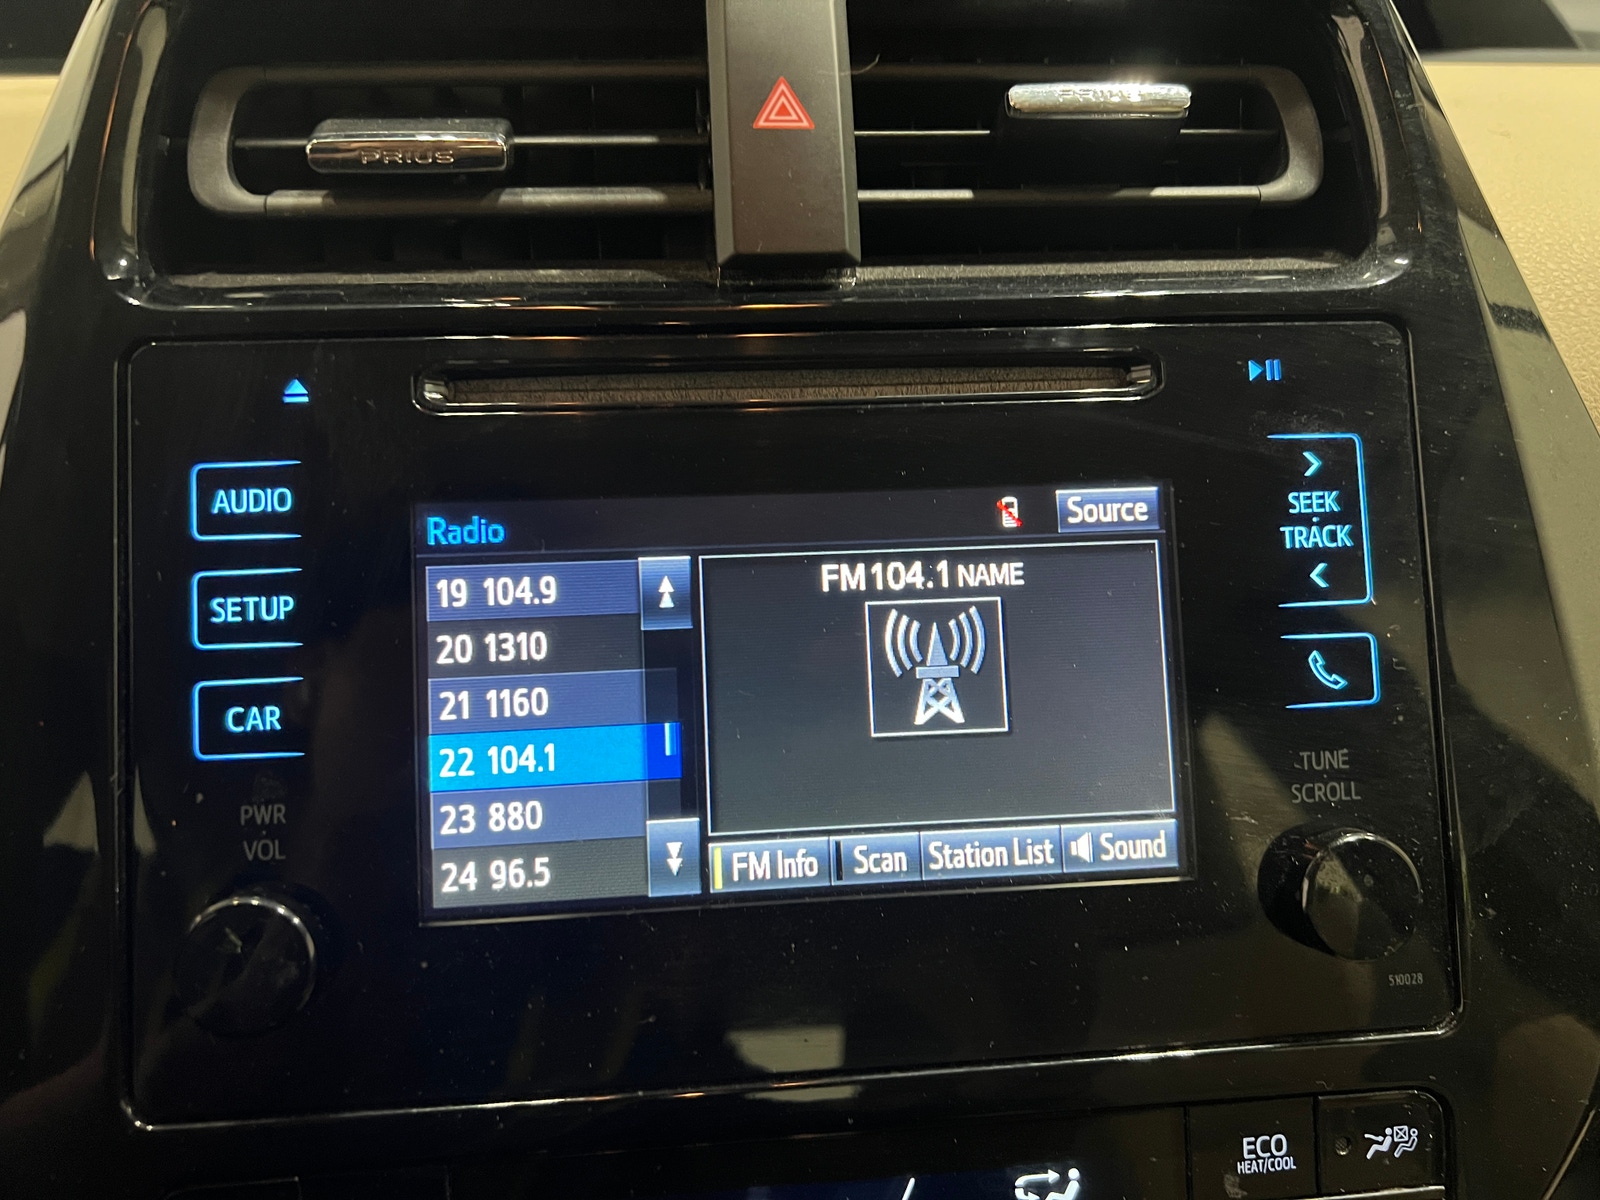 PRIUS
PRIUS
AUDIO
SETUP
CAR
PWR
VOL
Radio
Source
19 104.9
20 1310
21 1160
22 104.1
23 880
24 96.5
FM 104.1 NAME
FM Info
Scan
Station List
Sound
SEEK
TRACK
TUNE
SCROLL
510028
ECO
HEAT/COOL